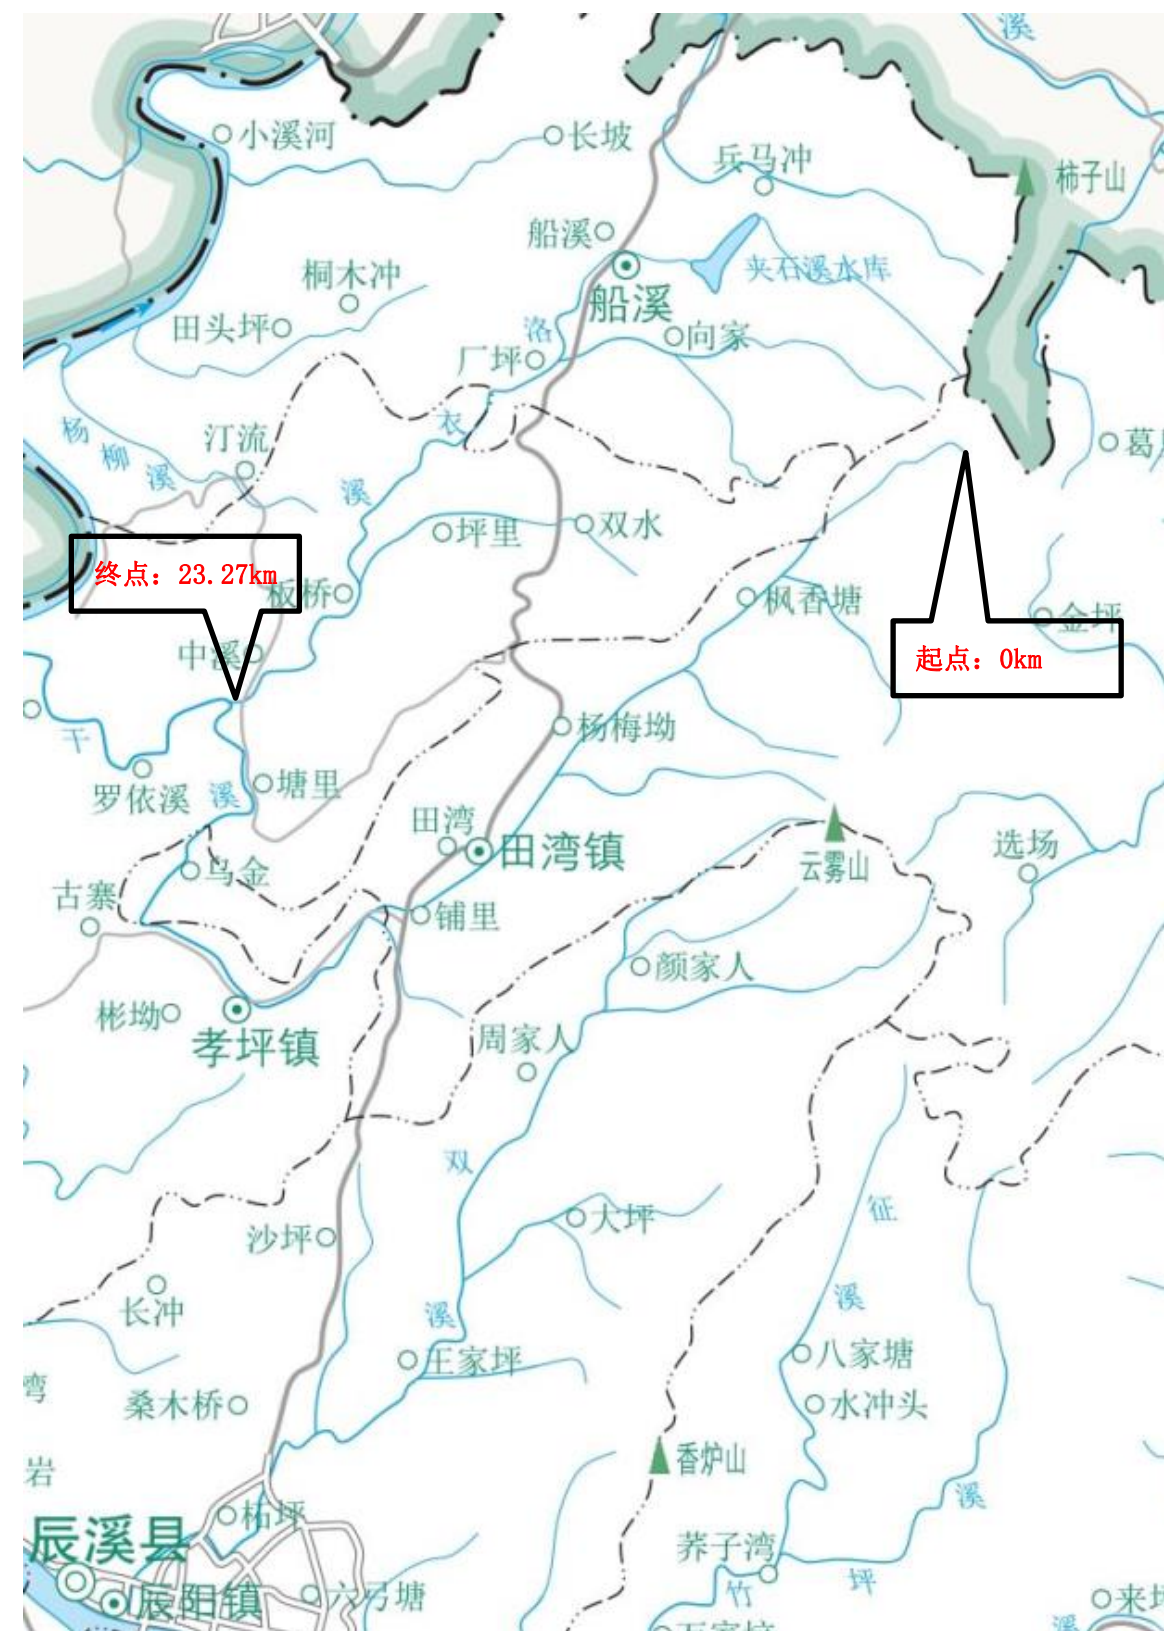 溪
小溪河
长坡
兵马冲
柿子山
船溪
夹石溪水库
桐木冲
船溪
田头坪
洛
向家
厂坪
杨
衣
汀流
柳
溪
溪
坪里
双水
终点：23.27km
板桥
枫香塘
金坪
中溪
起点：0km
干
杨梅坳
罗依溪
溪
塘里
田湾
田湾镇
选场
云雾山
乌金
古寨
铺里
颜家人
彬坳
孝坪镇
周家人
双
征
大坪
沙坪
溪
长冲
溪
王家坪
八家塘
湾
桑木桥
水冲头
岩
香炉山
溪
柘坪
辰溪县
荞子湾
坪
竹
辰阳镇
六弓塘
溪